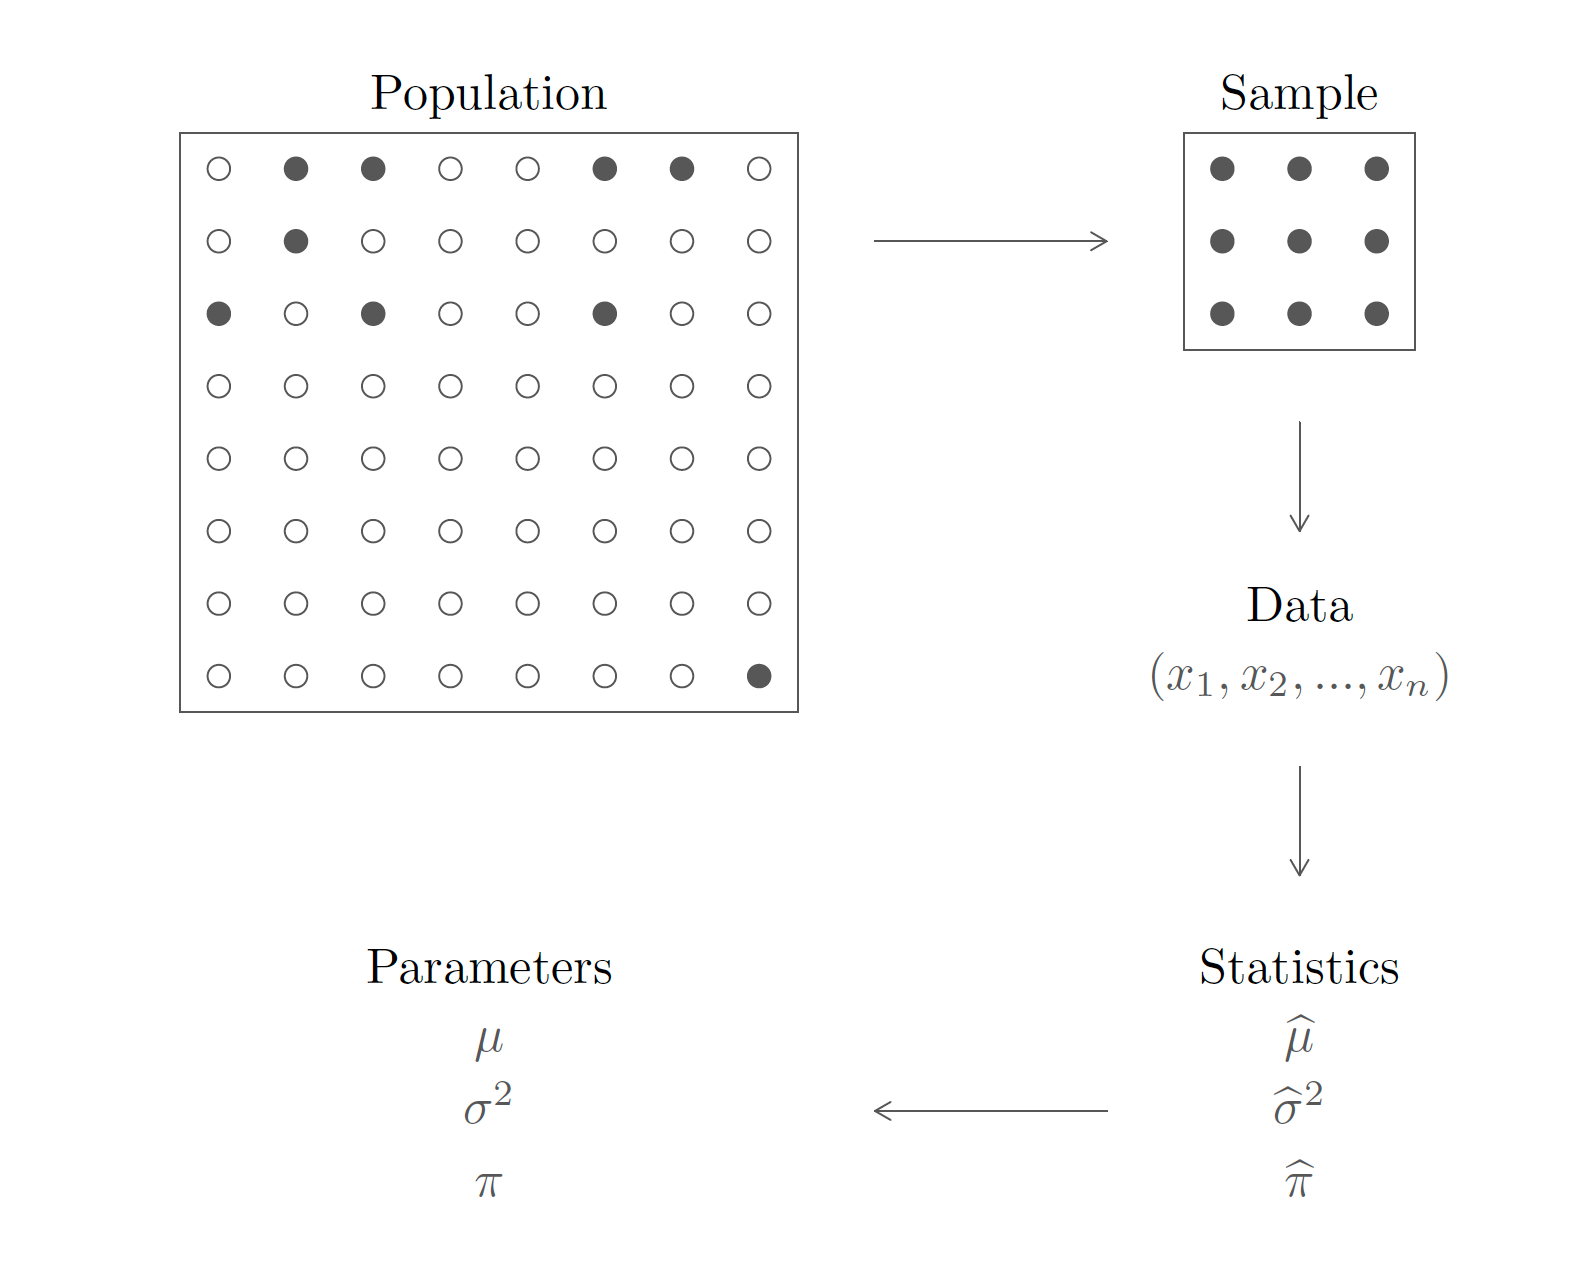 Population
Sample
Data
(x₁, x₂, ..., xₙ)
Parameters
μ
σ²
π
Statistics
μ̂
σ̂²
π̂